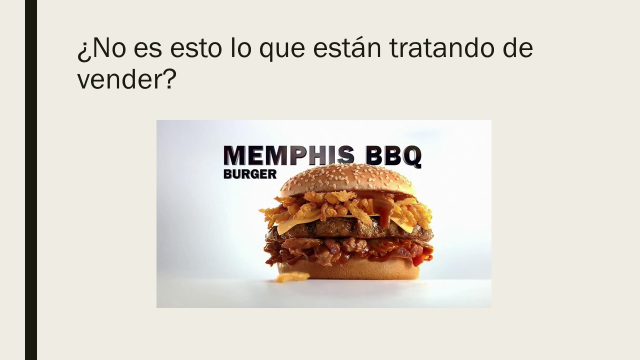 ¿No es esto lo que están tratando de
vender?
MEMPHIS BBQ
BURGER